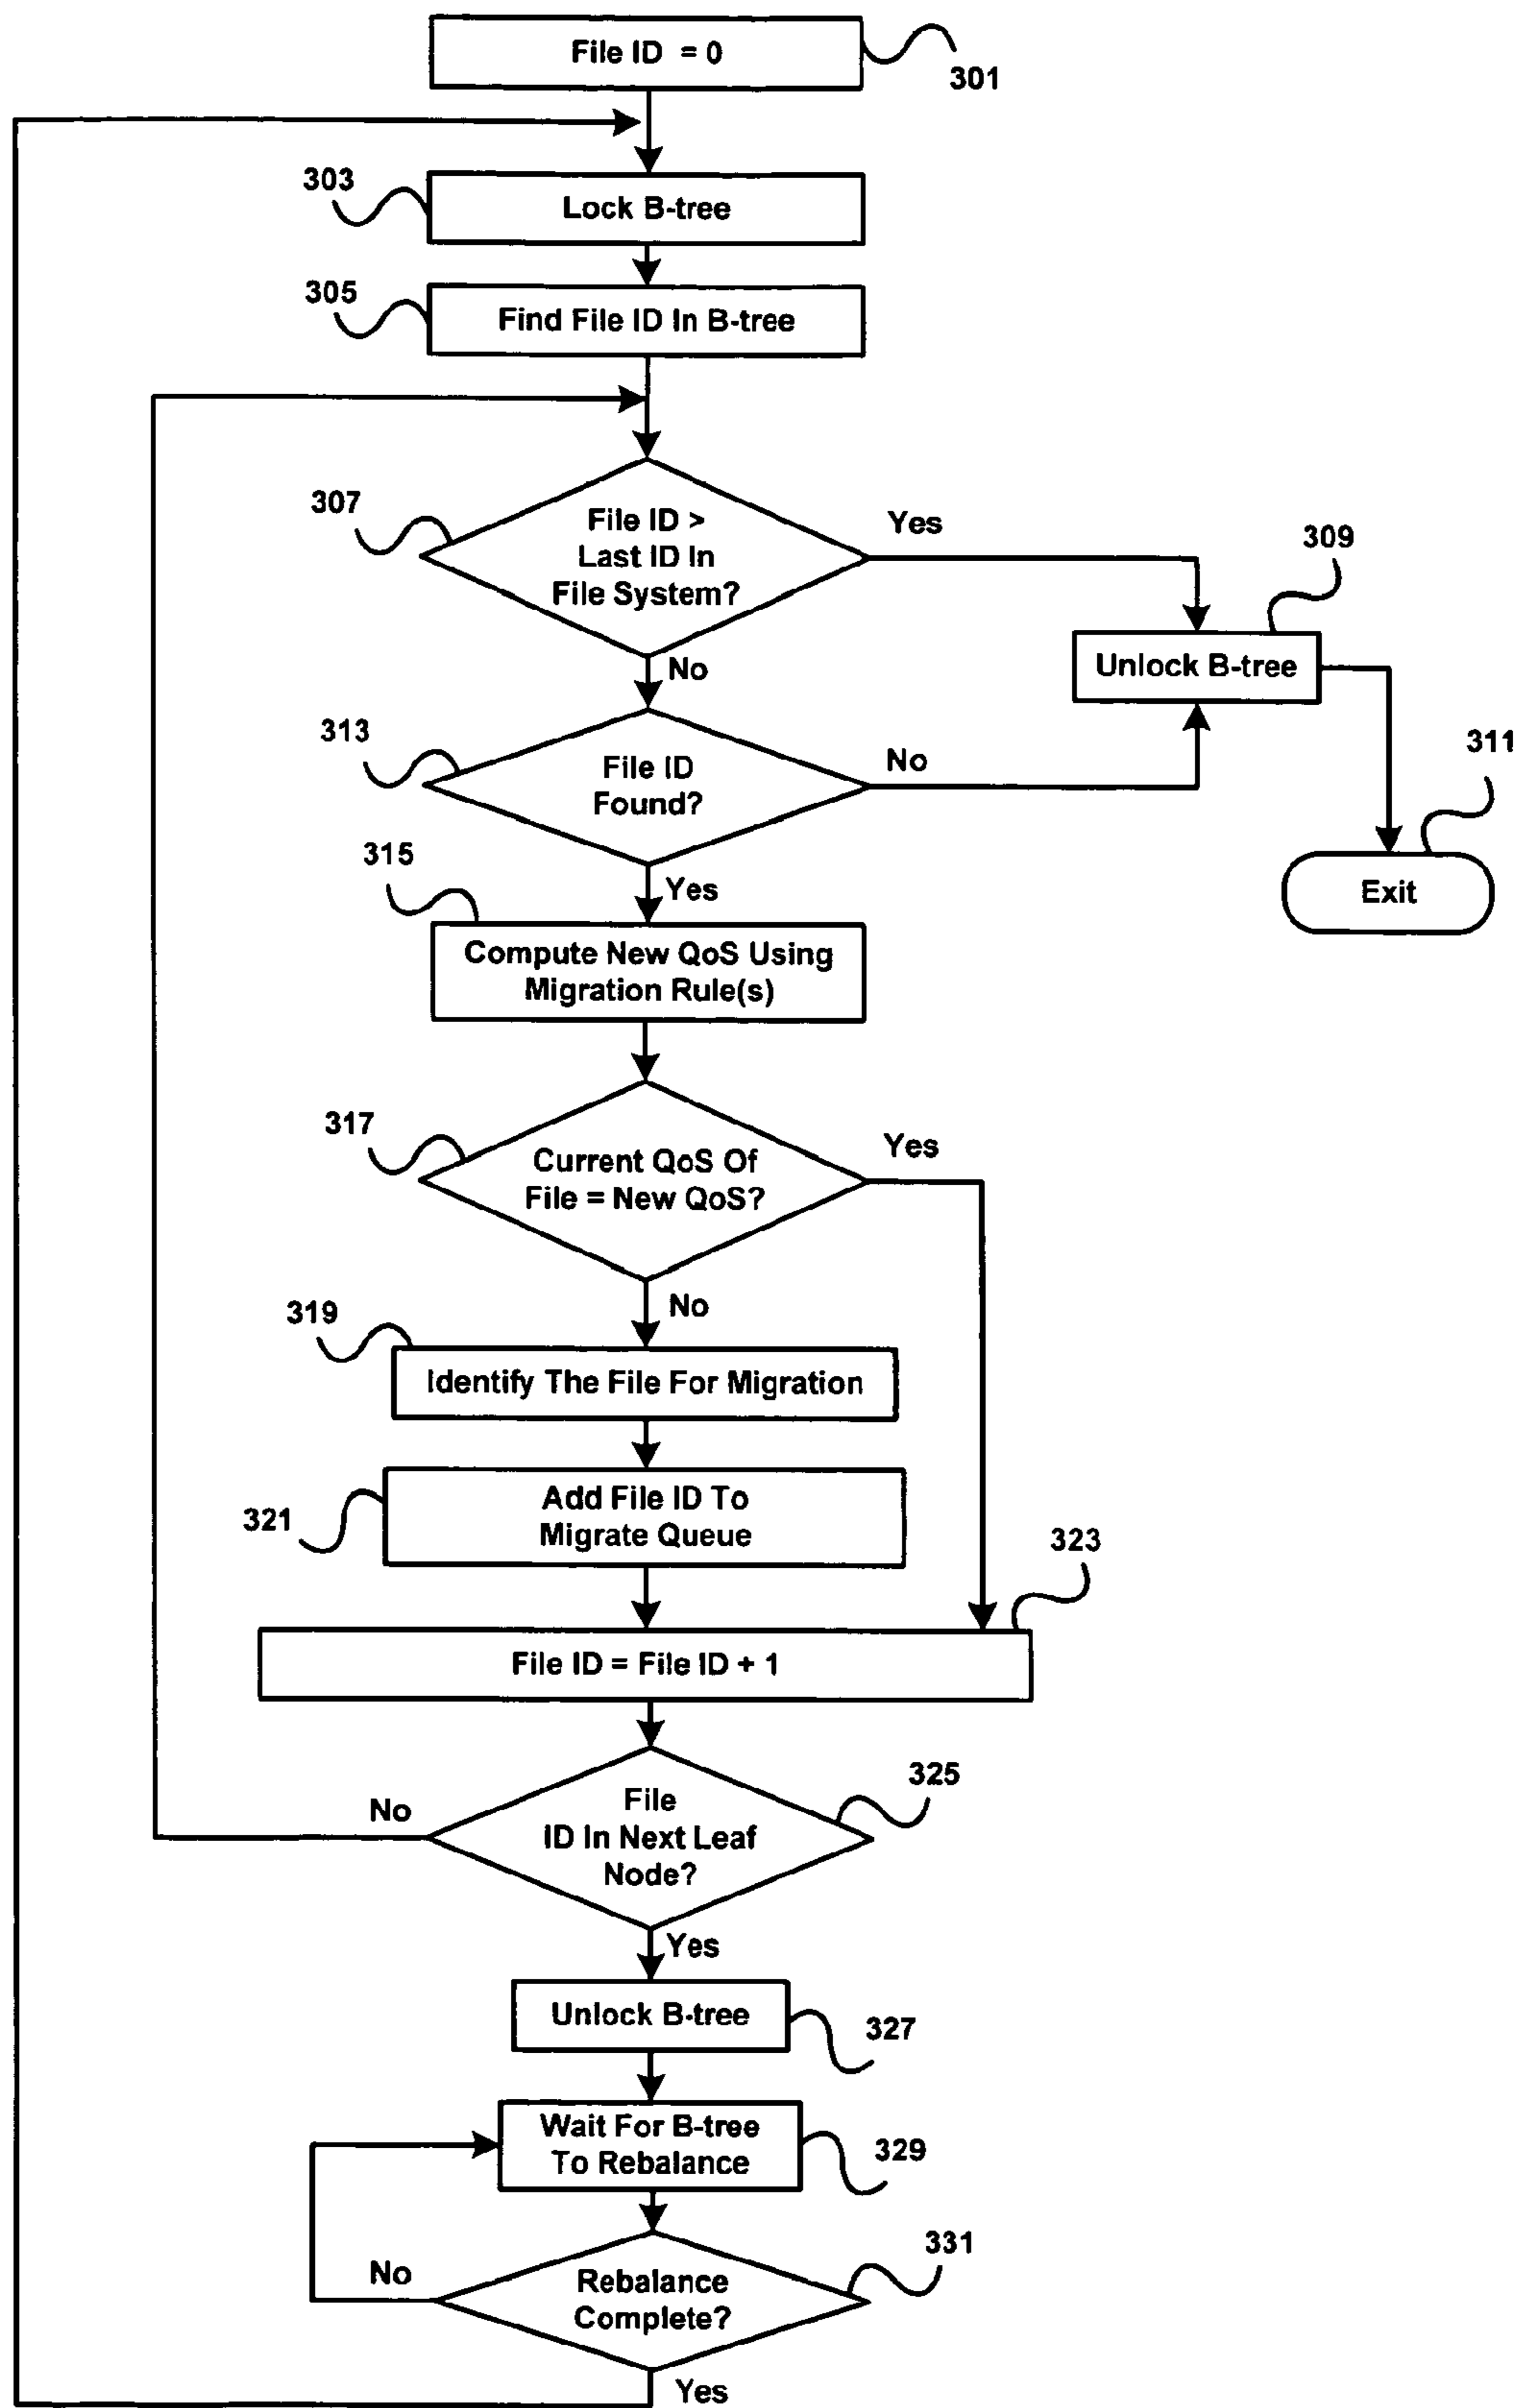 File ID = 0
301
303
Lock B-tree
305
Find File ID In B-tree
307
File ID >
Last ID In
File System?
Yes
309
Unlock B-tree
No
313
File ID
Found?
No
311
Exit
315
Yes
Compute New QoS Using
Migration Rule(s)
317
Current QoS Of
File = New QoS?
Yes
No
319
Identify The File For Migration
321
Add File ID To
Migrate Queue
323
File ID = File ID + 1
325
File
ID In Next Leaf
Node?
No
Yes
Unlock B-tree
327
Wait For B-tree
To Rebalance
329
331
Rebalance
Complete?
No
Yes